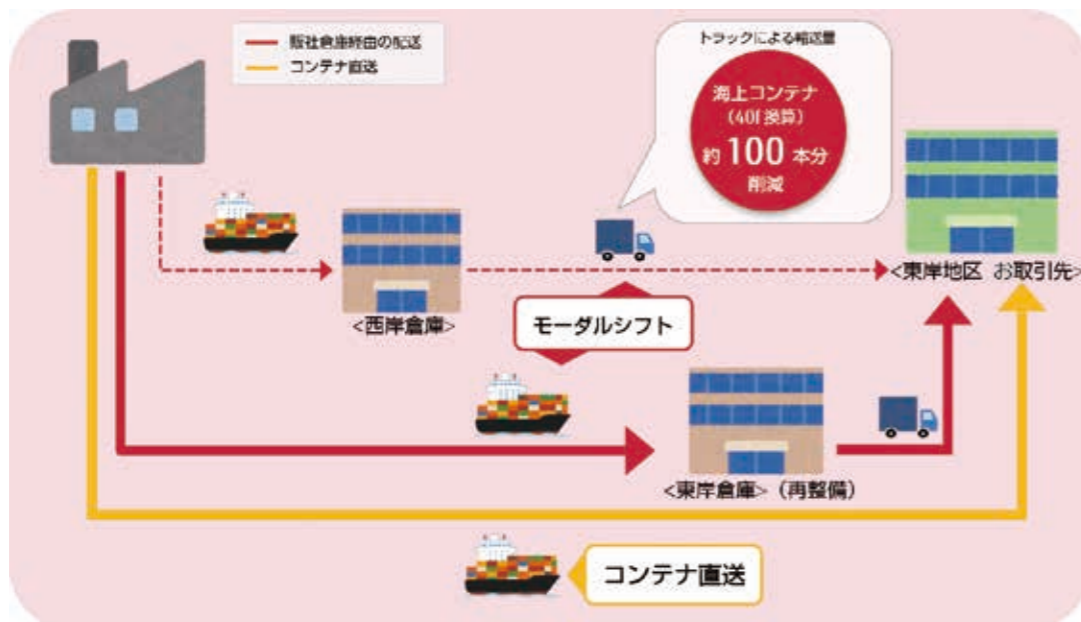 販社倉庫経由の配送
コンテナ直送
トラックによる輸送量
海上コンテナ
(40f換算)
約 100 本分
削減
<東岸地区 お取引先>
<西岸倉庫>
モーダルシフト
<東岸倉庫>(再整備)
コンテナ直送